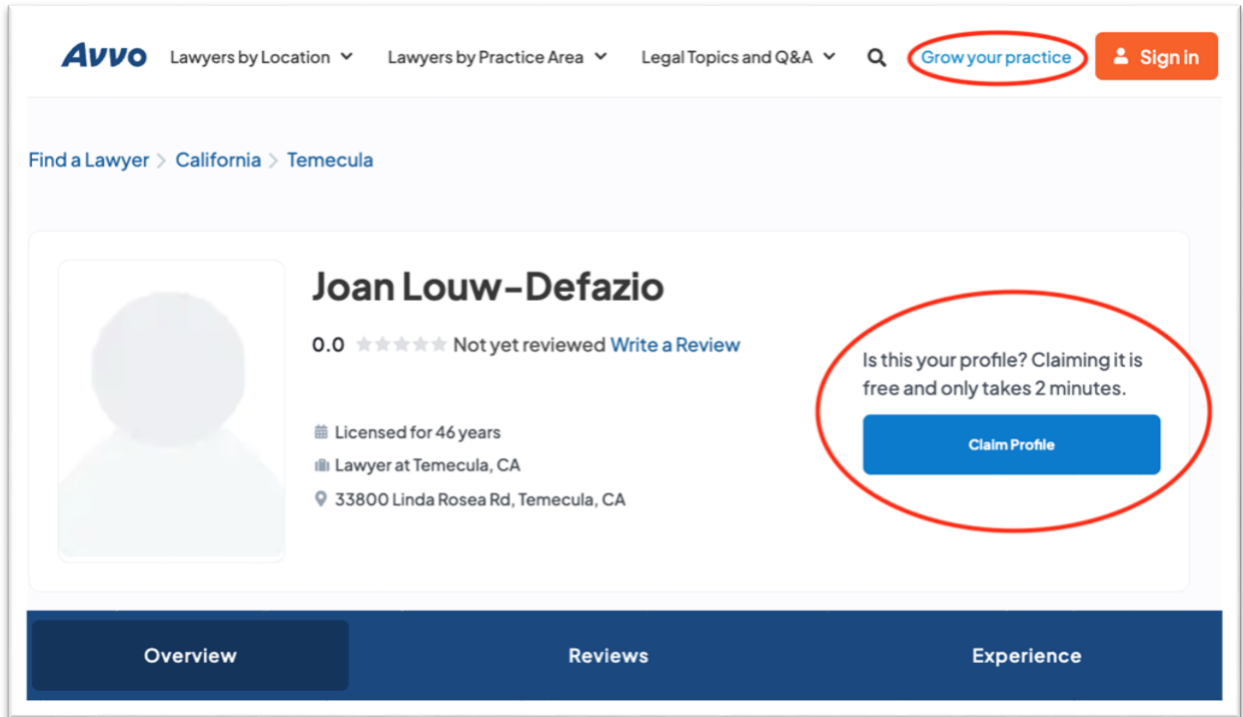 Avvo Lawyers by Location Lawyers by Practice Area Legal Topics and Q&A Grow your practice Sign in
Find a Lawyer > California > Temecula
Joan Louw-Defazio
0.0 Not yet reviewed Write a Review
Licensed for 46 years
Lawyer at Temecula, CA
33800 Linda Rosea Rd, Temecula, CA
Is this your profile? Claiming it is
free and only takes 2 minutes.
Claim Profile
Overview Reviews Experience